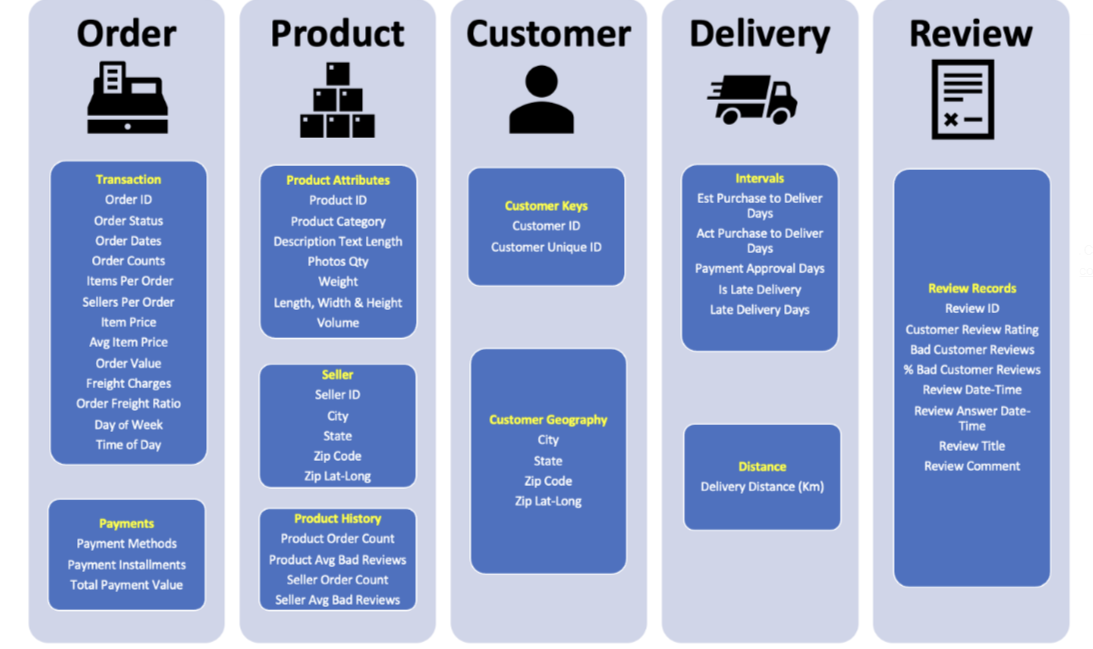 Order
Transaction
Order ID
Order Status
Order Dates
Order Counts
Items Per Order
Sellers Per Order
Item Price
Avg Item Price
Order Value
Freight Charges
Order Freight Ratio
Day of Week
Time of Day
Payments
Payment Methods
Payment Installments
Total Payment Value
Product
Product Attributes
Product ID
Product Category
Description Text Length
Photos Qty
Weight
Length, Width & Height
Volume
Seller
Seller ID
City
State
Zip Code
Zip Lat-Long
Product History
Product Order Count
Product Avg Bad Reviews
Seller Order Count
Seller Avg Bad Reviews
Customer
Customer Keys
Customer ID
Customer Unique ID
Customer Geography
City
State
Zip Code
Zip Lat-Long
Delivery
Intervals
Est Purchase to Deliver
Days
Act Purchase to Deliver
Days
Payment Approval Days
Is Late Delivery
Late Delivery Days
Distance
Delivery Distance (Km)
Review
Review Records
Review ID
Customer Review Rating
Bad Customer Reviews
% Bad Customer Reviews
Review Date-Time
Review Answer Date-
Time
Review Title
Review Comment